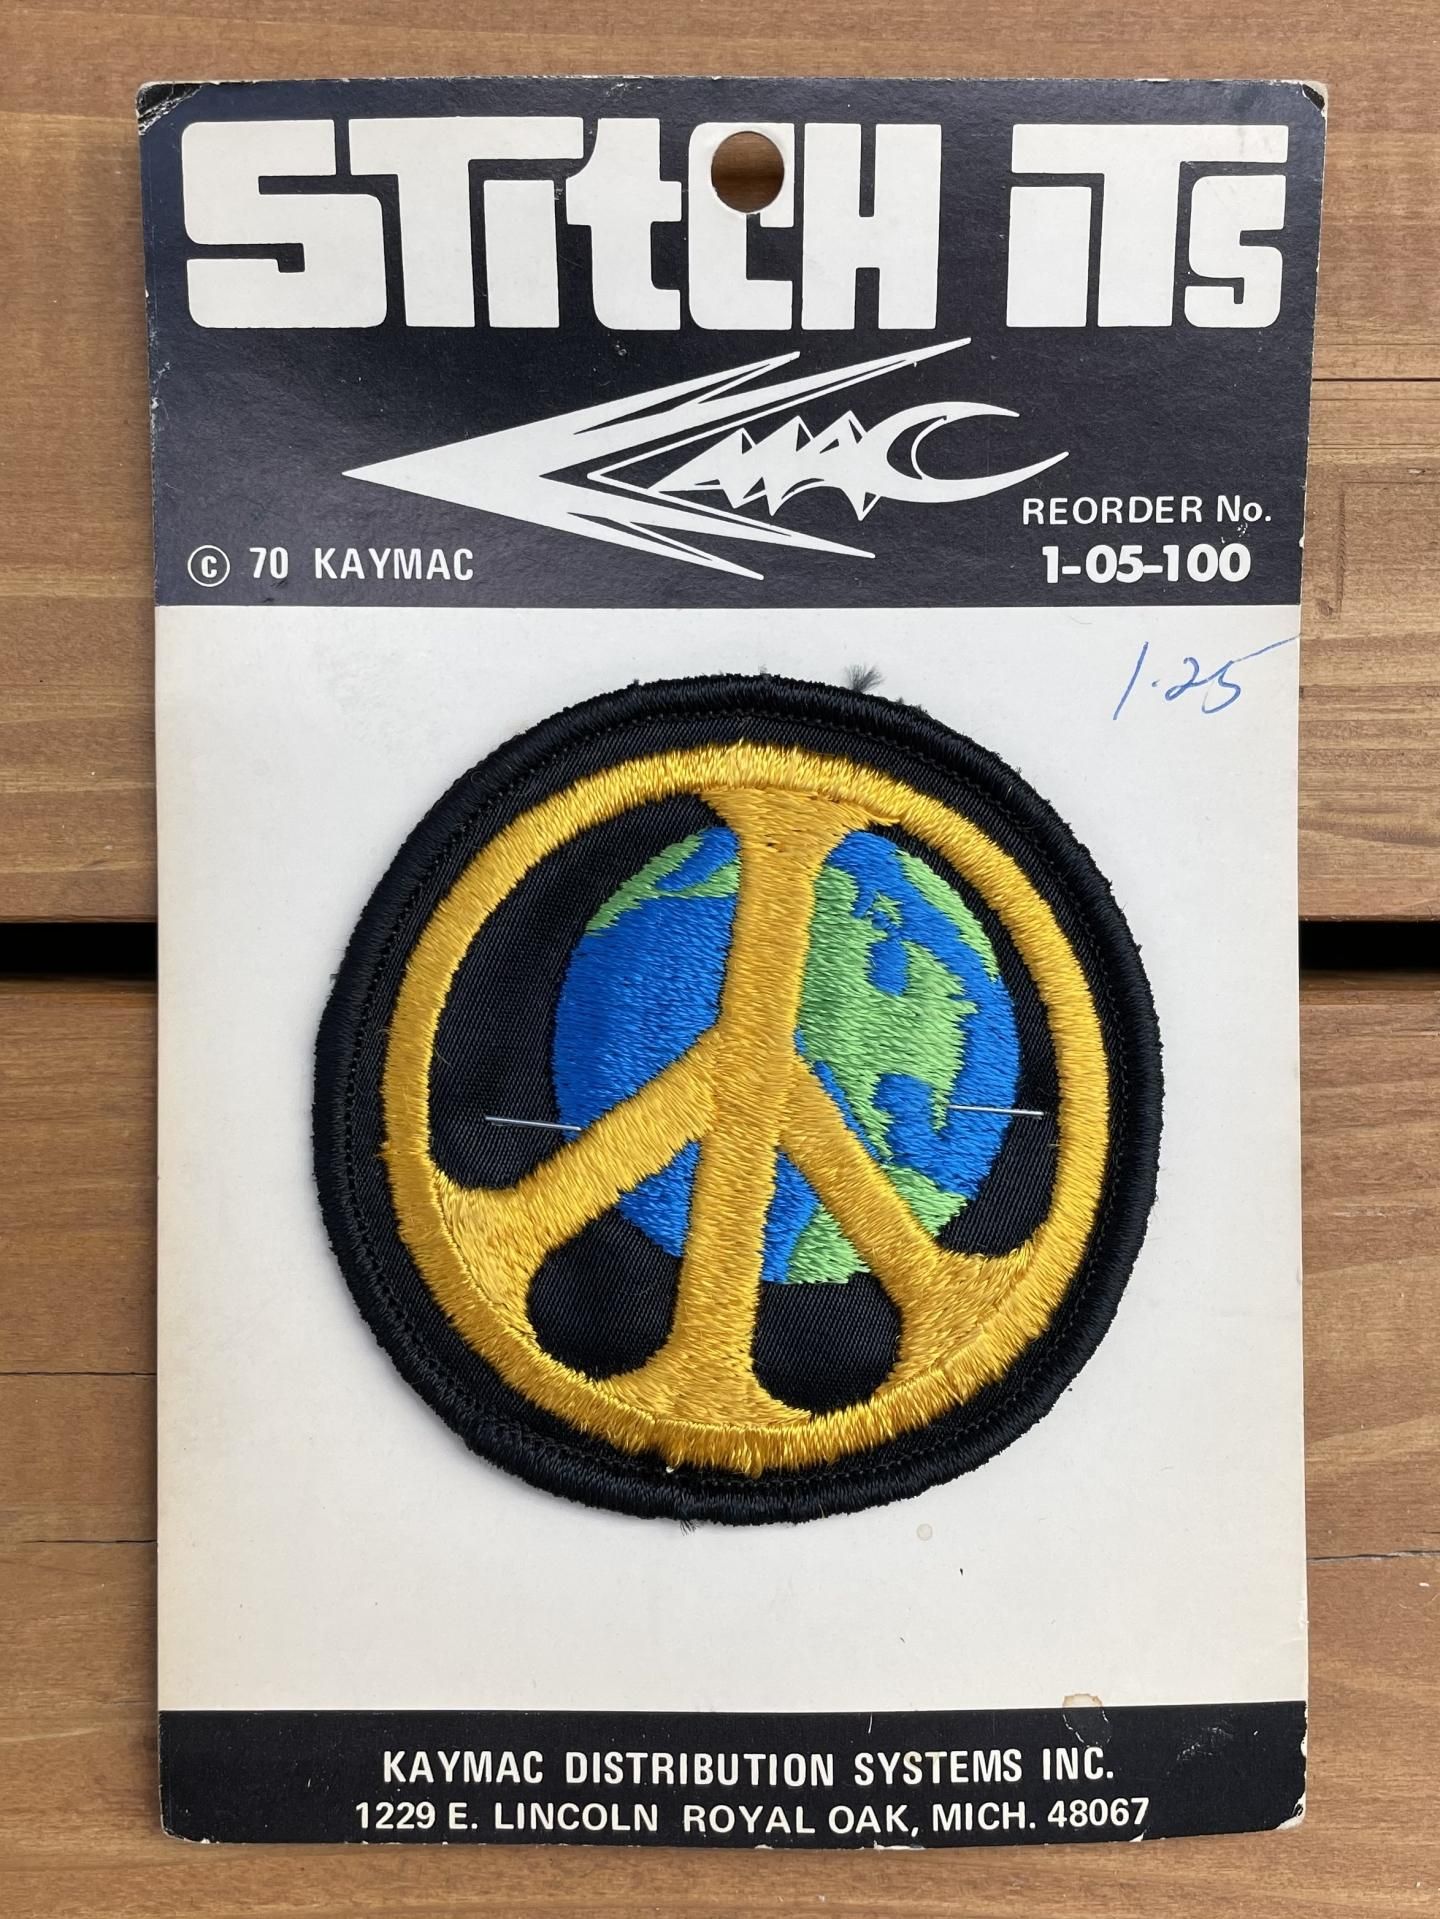 STitCH iTs
KMAC
REORDER No.
© 70 KAYMAC
1-05-100
1.25
KAYMAC DISTRIBUTION SYSTEMS INC.
1229 E. LINCOLN ROYAL OAK, MICH. 48067